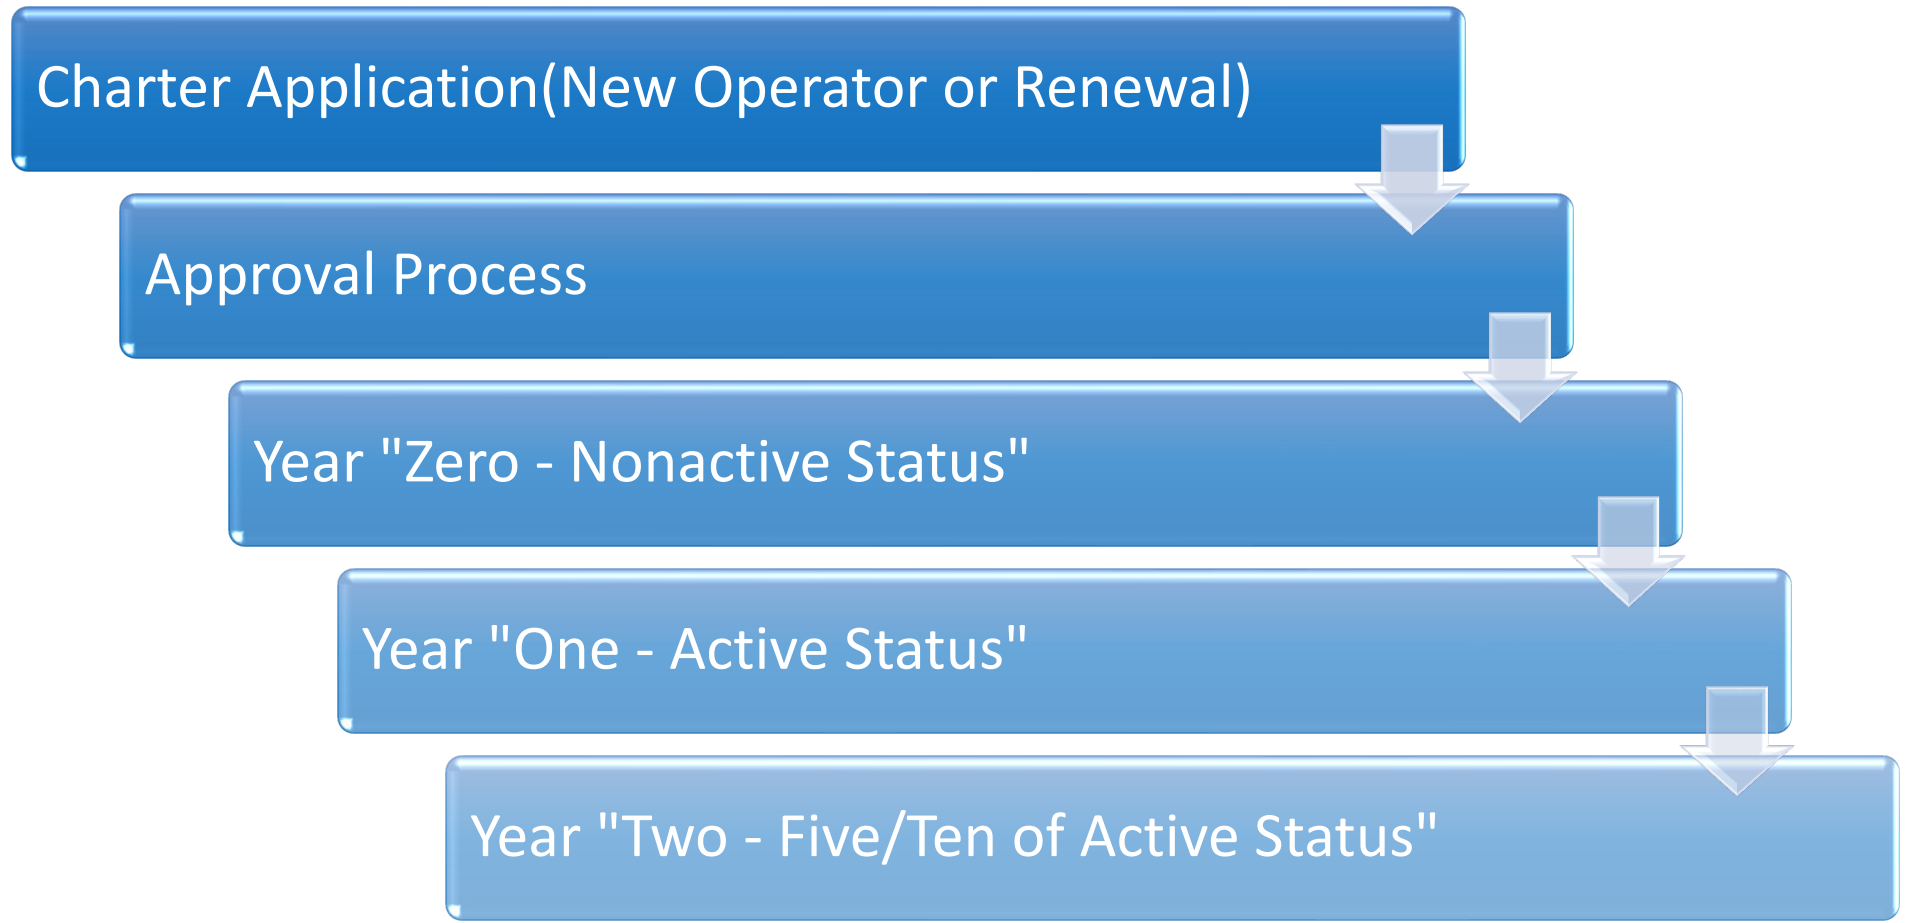 Charter Application(New Operator or Renewal)
Approval Process
Year "Zero - Nonactive Status"
Year "One - Active Status"
Year "Two - Five/Ten of Active Status"